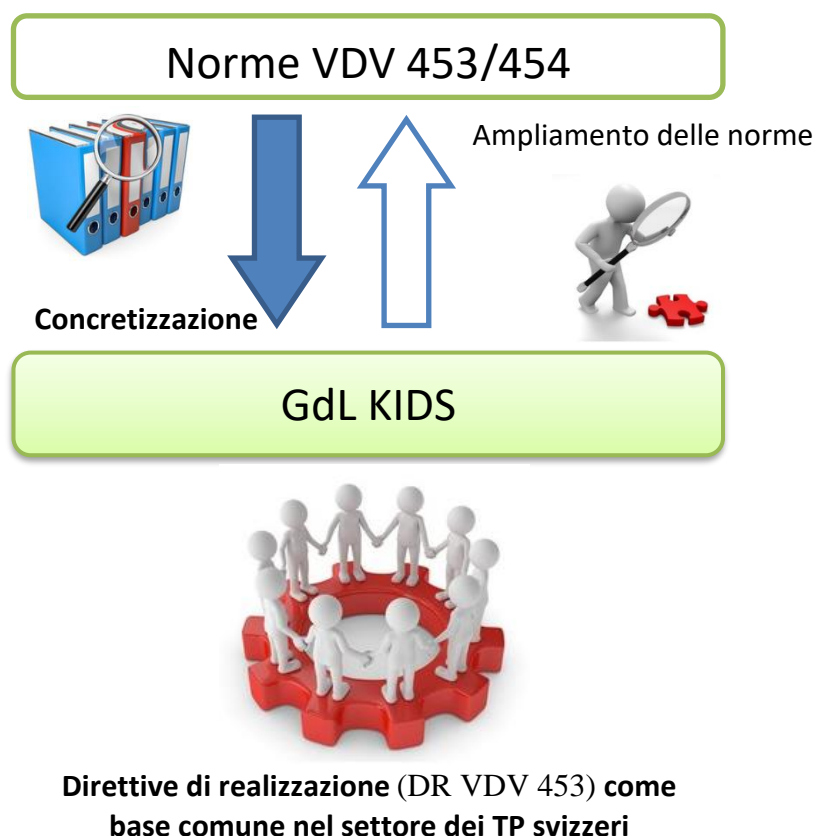 Norme VDV 453/454
Ampliamento delle norme
Concretizzazione
GdL KIDS
Direttive di realizzazione (DR VDV 453) come
base comune nel settore dei TP svizzeri